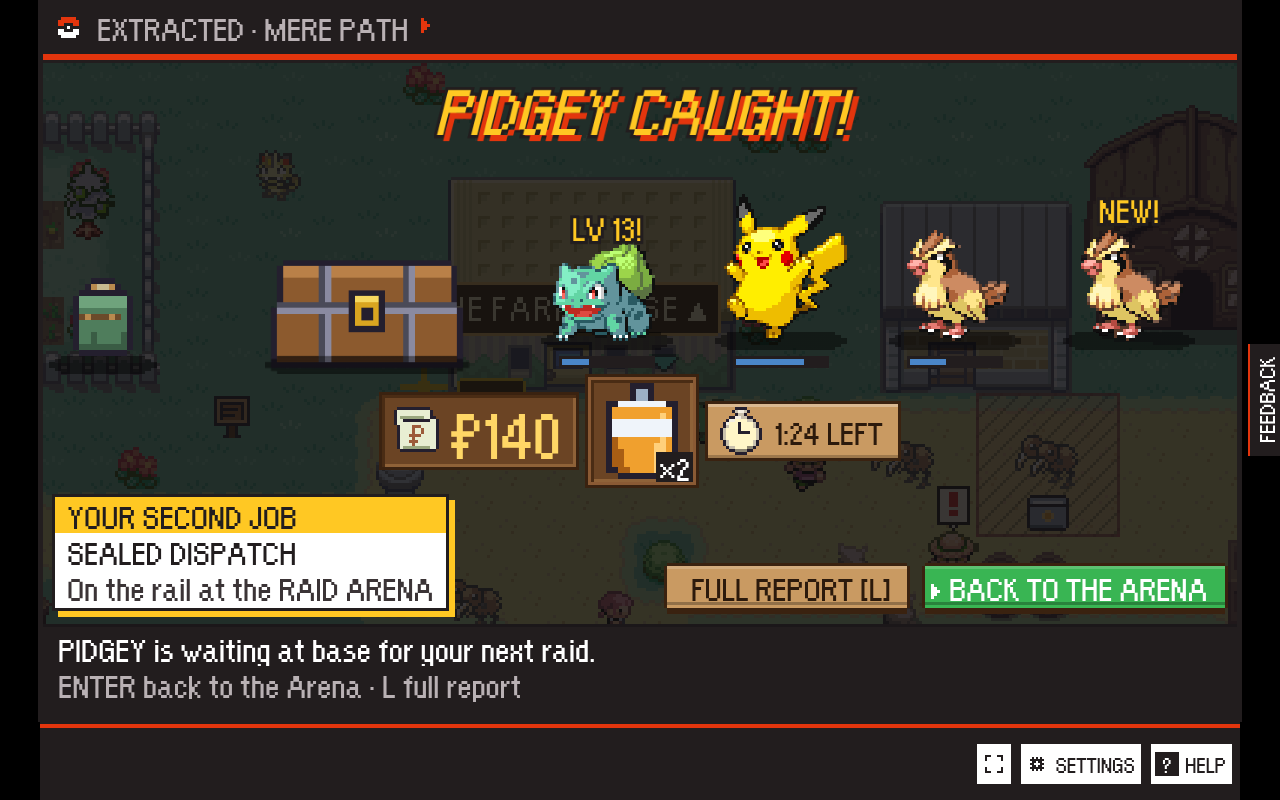 EXTRACTED · MERE PATH
PIDGEY CAUGHT!
LV 13!
NEW!
₽140
x2
1:24 LEFT
YOUR SECOND JOB
SEALED DISPATCH
On the rail at the RAID ARENA
FULL REPORT [L]
BACK TO THE ARENA
PIDGEY is waiting at base for your next raid.
ENTER back to the Arena · L full report
FEEDBACK
SETTINGS
? HELP